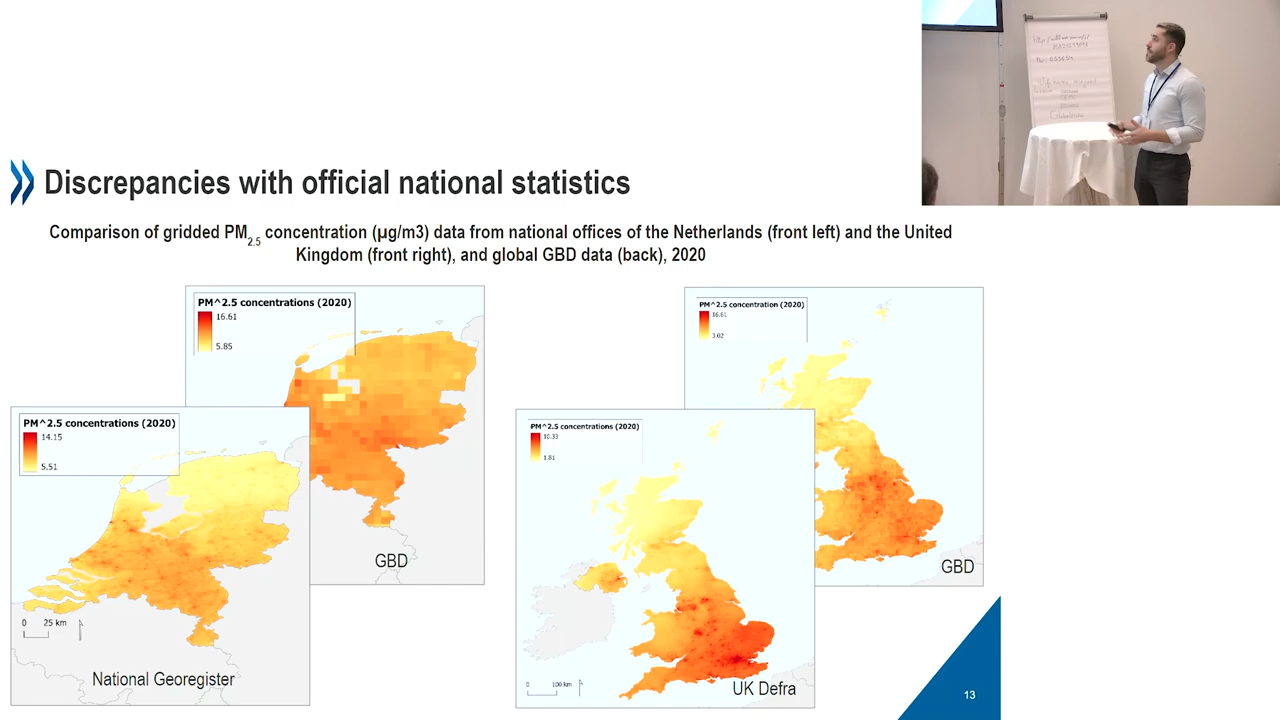 Discrepancies with official national statistics
Comparison of gridded PM2.5 concentration (µg/m3) data from national offices of the Netherlands (front left) and the United
Kingdom (front right), and global GBD data (back), 2020
PM^2.5 concentrations (2020)
16.61
5.85
GBD
PM^2.5 concentrations (2020)
14.15
5.51
0 25 km
National Georegister
PM^2.5 concentration (2020)
16.61
3.02
GBD
PM^2.5 concentrations (2020)
10.33
1.81
0 100 km
UK Defra
13